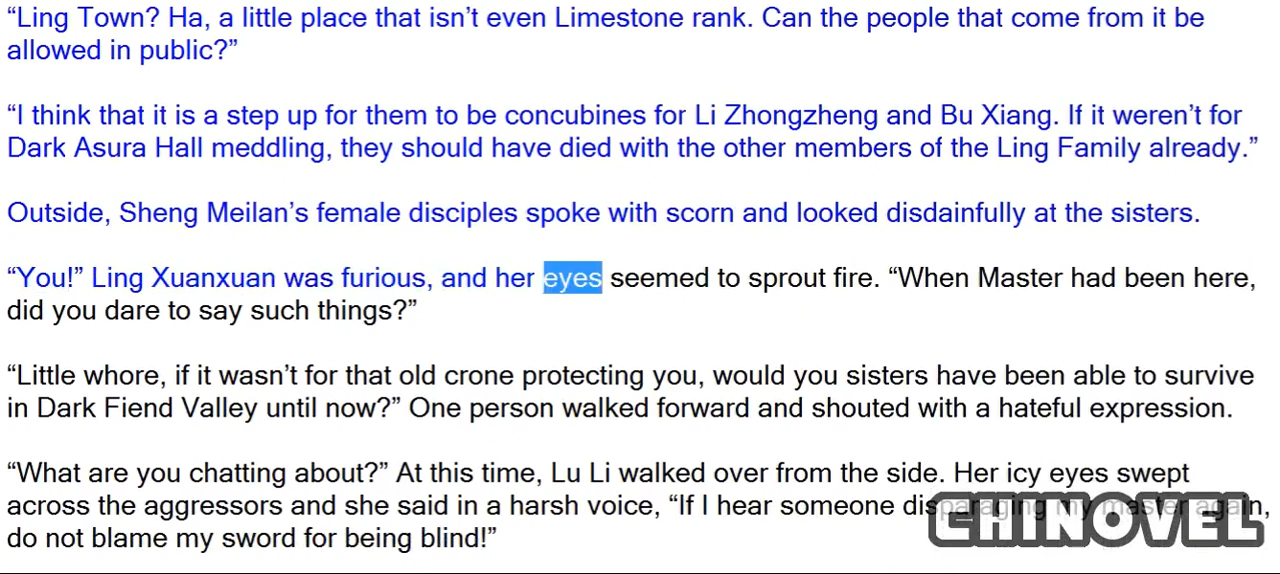 “Ling Town? Ha, a little place that isn’t even Limestone rank. Can the people that come from it be
allowed in public?”
“I think that it is a step up for them to be concubines for Li Zhongzheng and Bu Xiang. If it weren’t for
Dark Asura Hall meddling, they should have died with the other members of the Ling Family already.”
Outside, Sheng Meilan’s female disciples spoke with scorn and looked disdainfully at the sisters.
“You!” Ling Xuanxuan was furious, and her eyes seemed to sprout fire. “When Master had been here,
did you dare to say such things?”
“Little whore, if it wasn’t for that old crone protecting you, would you sisters have been able to survive
in Dark Fiend Valley until now?” One person walked forward and shouted with a hateful expression.
“What are you chatting about?” At this time, Lu Li walked over from the side. Her icy eyes swept
across the aggressors and she said in a harsh voice, “If I hear someone disparaging my master again,
do not blame my sword for being blind!”
CHINOVEL